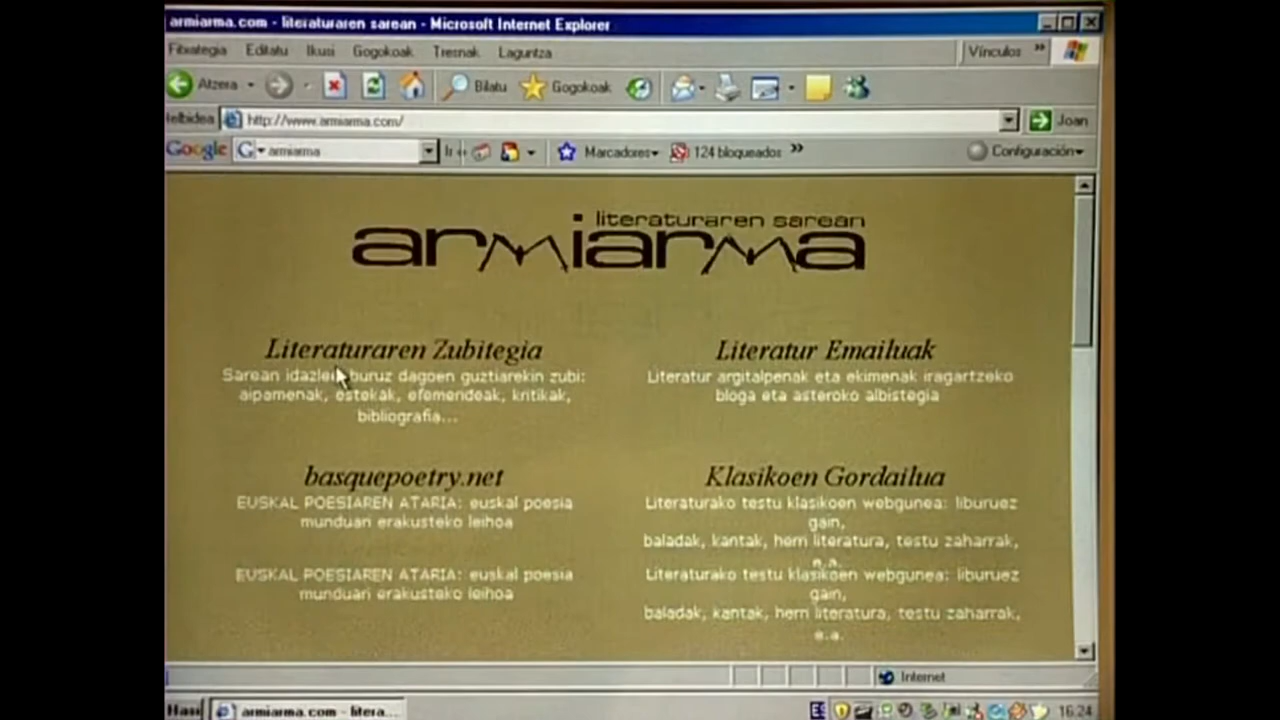 armiarma.com - literaturaren sarean - Microsoft Internet Explorer
Fitxategia Editatu Ikusi Gogokoak Tresnak Laguntza Vínculos »
Atzera Bilatu Gogokoak
Helbidea http://www.armiarma.com/ Joan
Google G armiarma Ir Marcadores 124 bloqueados » Configuración
literaturaren sarean
armiarma
Literaturaren Zubitegia
Sarean idazleei buruz dagoen guztiarekin zubi:
aipamenak, estekak, efemerideak, kritikak,
bibliografia...
Literatur Emailuak
Literatur argitalpenak eta ekimenak iragartzeko
bloga eta asteroko albistegia
basquepoetry.net
EUSKAL POESIAREN ATARIA: euskal poesia
munduari erakusteko leihoa
Klasikoen Gordailua
Literaturako testu klasikoen webgunea: liburuez
gain,
baladak, kantak, herri literatura, testu zaharrak,
e.a.
EUSKAL POESIAREN ATARIA: euskal poesia
munduari erakusteko leihoa
Literaturako testu klasikoen webgunea: liburuez
gain,
baladak, kantak, herri literatura, testu zaharrak,
e.a.
Internet
armiarma.com - litera... ES 16:24